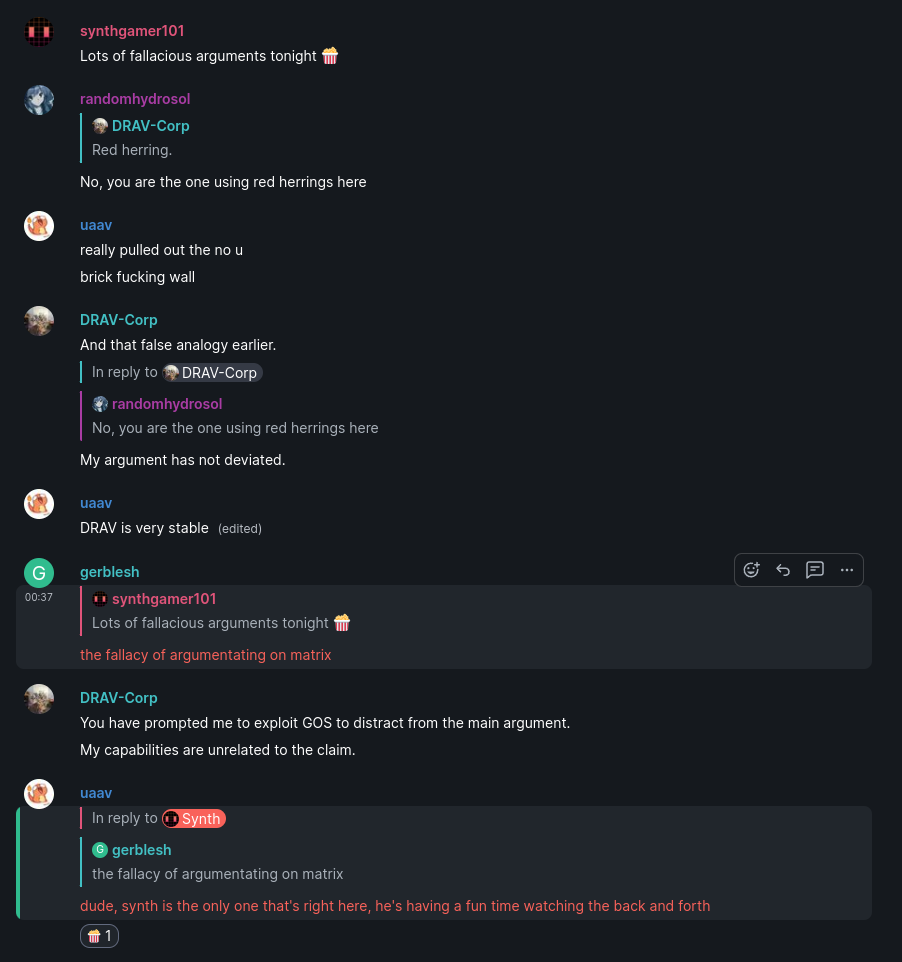 synthgamer101
Lots of fallacious arguments tonight 🍿
randomhydrosol
DRAV-Corp
Red herring.
No, you are the one using red herrings here
uaav
really pulled out the no u
brick fucking wall
DRAV-Corp
And that false analogy earlier.
In reply to DRAV-Corp
randomhydrosol
No, you are the one using red herrings here
My argument has not deviated.
uaav
DRAV is very stable (edited)
G gerblesh
00:37
synthgamer101
Lots of fallacious arguments tonight 🍿
the fallacy of argumentating on matrix
DRAV-Corp
You have prompted me to exploit GOS to distract from the main argument.
My capabilities are unrelated to the claim.
uaav
In reply to Synth
G gerblesh
the fallacy of argumentating on matrix
dude, synth is the only one that's right here, he's having a fun time watching the back and forth
🍿 1